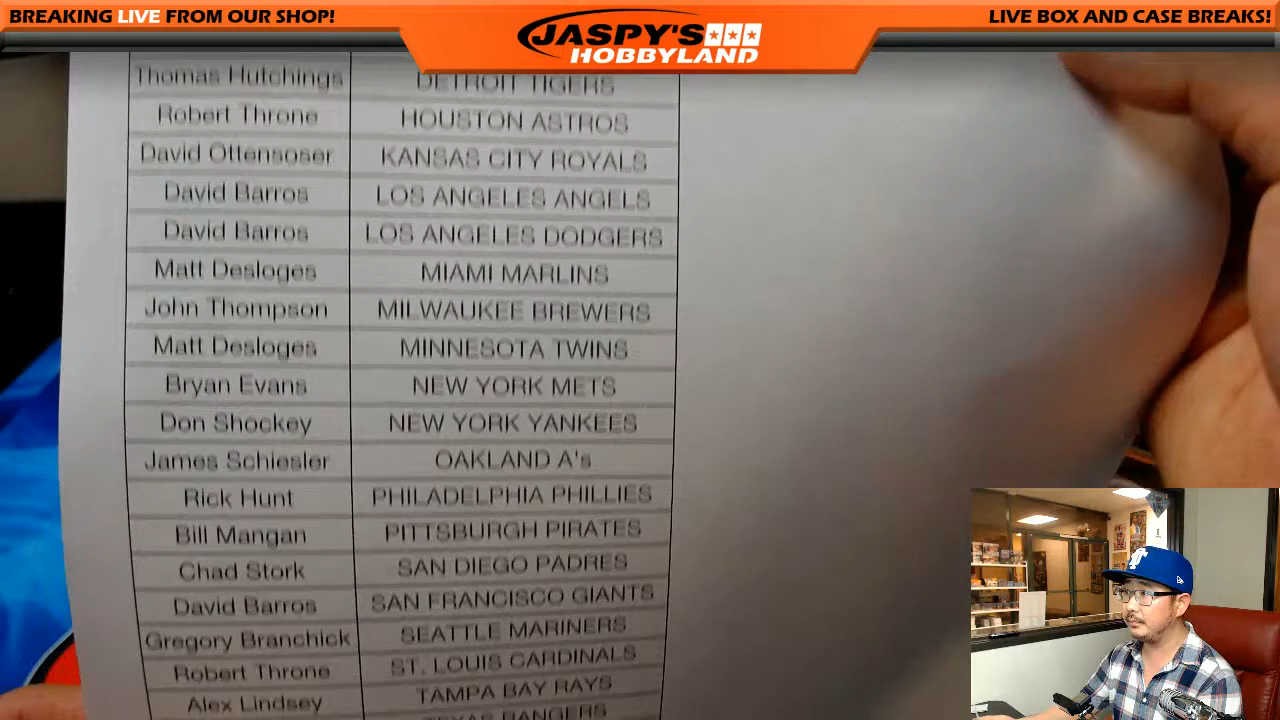 BREAKING LIVE FROM OUR SHOP!
JASPY'S
HOBBYLAND
LIVE BOX AND CASE BREAKS!
Thomas Hutchings DETROIT TIGERS
Robert Throne HOUSTON ASTROS
David Ottensoser KANSAS CITY ROYALS
David Barros LOS ANGELES ANGELS
David Barros LOS ANGELES DODGERS
Matt Desloges MIAMI MARLINS
John Thompson MILWAUKEE BREWERS
Matt Desloges MINNESOTA TWINS
Bryan Evans NEW YORK METS
Don Shockey NEW YORK YANKEES
James Schiesler OAKLAND A's
Rick Hunt PHILADELPHIA PHILLIES
Bill Mangan PITTSBURGH PIRATES
Chad Stork SAN DIEGO PADRES
David Barros SAN FRANCISCO GIANTS
Gregory Branchick SEATTLE MARINERS
Robert Throne ST. LOUIS CARDINALS
Alex Lindsey TAMPA BAY RAYS
TEXAS RANGERS